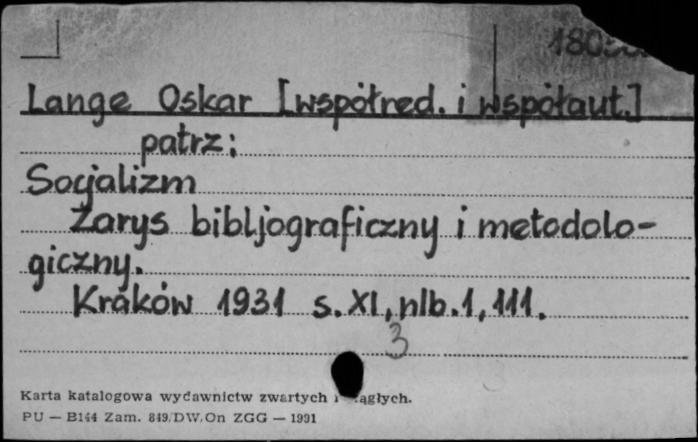 Lange Oskar [współred. i współaut.]
patrz:
Socjalizm
Zarys bibljograficzny i metodolo-
giczny.
Kraków 1931 s. XI, nlb. 1, 111.
3
Karta katalogowa wydawnictw zwartych
PU — B144 Zam. 849/DW/On ZGG — 1991